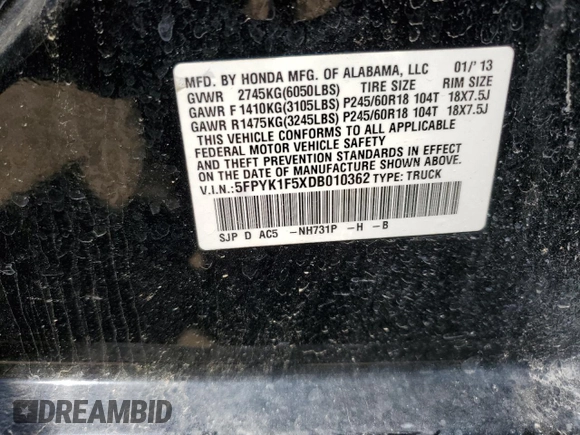 MFD. BY HONDA MFG. OF ALABAMA, LLC 01/'13
GVWR 2745KG(6050LBS) TIRE SIZE RIM SIZE
GAWR F1410KG(3105LBS) P245/60R18 104T 18X7.5J
GAWR R1475KG(3245LBS) P245/60R18 104T 18X7.5J
THIS VEHICLE CONFORMS TO ALL APPLICABLE
FEDERAL MOTOR VEHICLE SAFETY
AND THEFT PREVENTION STANDARDS IN EFFECT
ON THE DATE OF MANUFACTURE SHOWN ABOVE.
V.I.N.:5FPYK1F5XDB010362 TYPE: TRUCK
SJP D AC5 -NH731P -H -B
DREAMBID